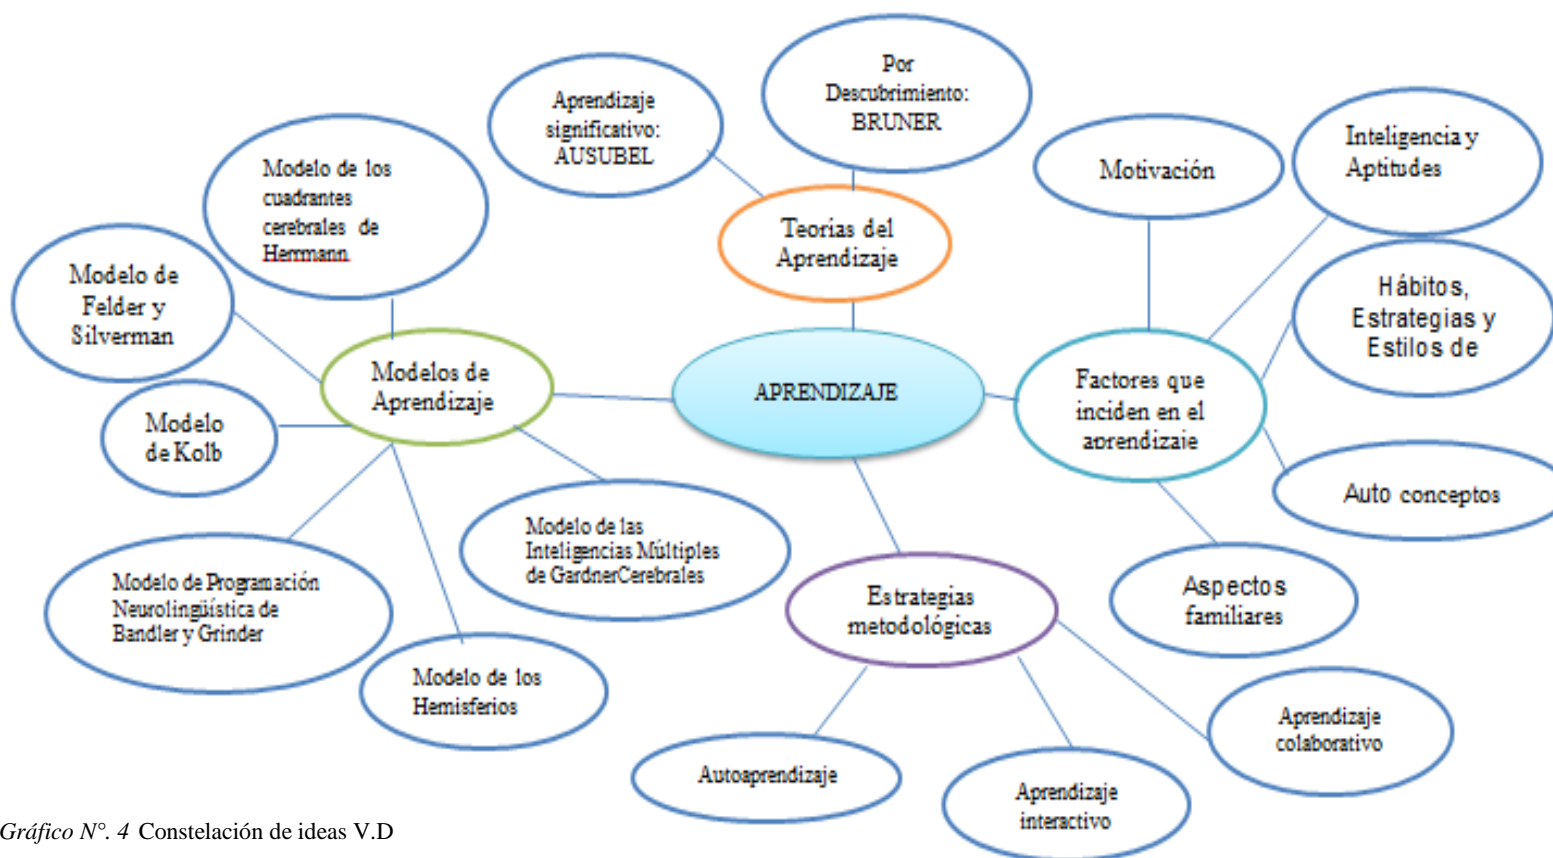 Por
Descubrimiento:
BRUNER
Aprendizaje
significativo:
AUSUBEL
Inteligencia y
Aptitudes
Motivación
Modelo de los
cuadrantes
cerebrales de
Herrmann.
Teorías del
Aprendizaje
Modelo de
Felder y
Silverman
Hábitos,
Estrategias y
Estilos de
Modelos de
Aprendizaje
APRENDIZAJE
Factores que
inciden en el
aprendizaje
Modelo
de Kolb
Auto conceptos
Modelo de las
Inteligencias Múltiples
de GardnerCerebrales
Modelo de Programación
Neurolingüística de
Bandler y Grinder
Estrategias
metodológicas
Aspectos
familiares
Modelo de los
Hemisferios
Aprendizaje
colaborativo
Autoaprendizaje
Aprendizaje
interactivo
Gráfico N°. 4 Constelación de ideas V.D